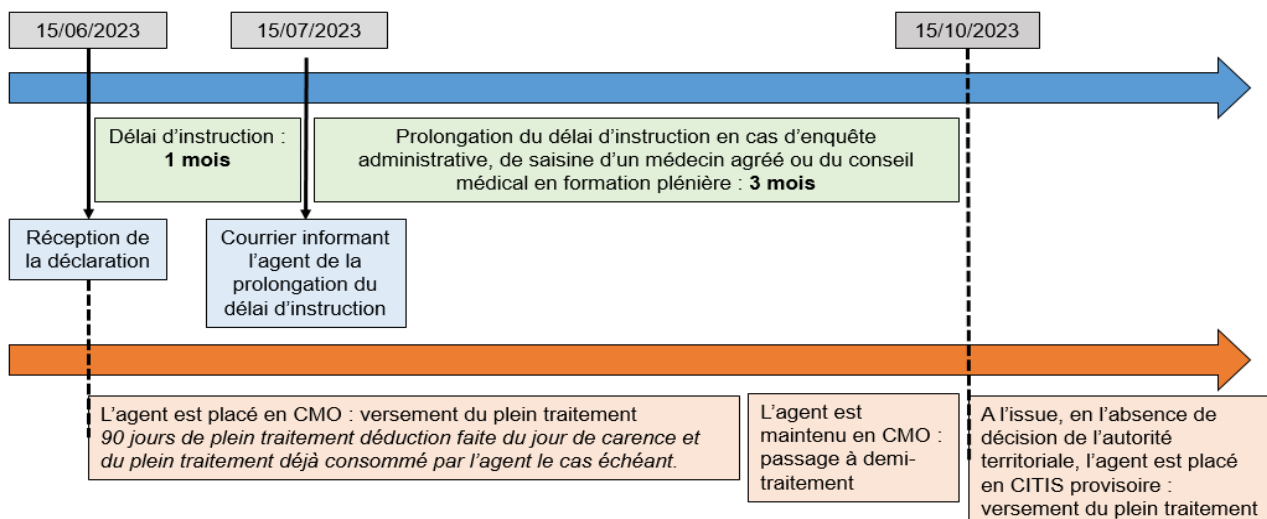 15/06/2023
15/07/2023
15/10/2023
Délai d’instruction :
1 mois
Prolongation du délai d’instruction en cas d’enquête
administrative, de saisine d’un médecin agréé ou du conseil
médical en formation plénière : 3 mois
Réception de
la déclaration
Courrier informant
l’agent de la
prolongation du
délai d’instruction
L’agent est placé en CMO : versement du plein traitement
90 jours de plein traitement déduction faite du jour de carence et
du plein traitement déjà consommé par l’agent le cas échéant.
L’agent est
maintenu en CMO :
passage à demi-
traitement
A l’issue, en l’absence de
décision de l’autorité
territoriale, l’agent est placé
en CITIS provisoire :
versement du plein traitement